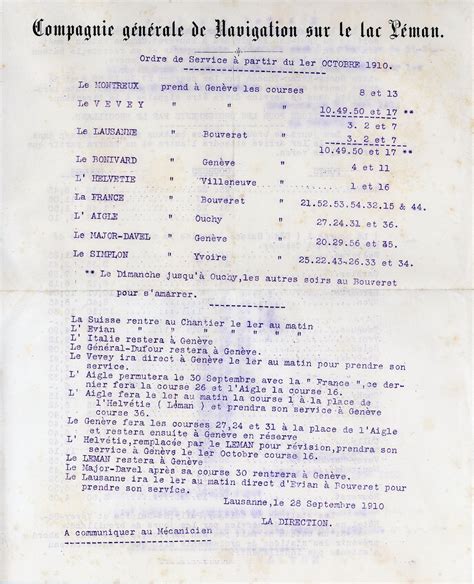 Compagnie générale de Navigation sur le lac Léman.
Ordre de Service à partir du 1er OCTOBRE 1910.
Le MONTREUX prend à Genève les courses 8 et 13
Le V E V E Y " " " 10.49.50 et 17 **
3. 2 et 7
Le LAUSANNE " Bouveret " 3. 2 et 7
10.49.50 et 17 **
Le BONIVARD " Genève " 4 et 11
L' HELVETIE " Villeneuve " 1 et 16
La FRANCE " Bouveret " 21.52.53.54.32.15 & 44.
L' AIGLE " Ouchy " 27.24.31 et 36.
Le MAJOR-DAVEL " Genève " 20.29.56 et 35.
Le SIMPLON " Yvoire " 25.22.43-26.33 et 34.
** Le Dimanche jusqu'à Ouchy,les autres soirs au Bouveret
pour s'amarrer.
La Suisse rentre au Chantier le 1er au matin
L' Evian " " " " " "
L' Italie restera à Genève
Le Général-Dufour restera à Genève.
Le Vevey ira direct à Genève le 1er au matin pour prendre son
service.
L' Aigle permutera le 30 Septembre avec la " France ",ce der-
nier fera la course 26 et l'Aigle la course 16.
L' Aigle fera le 1er au matin la course 1 à la place de
l'Helvétie ( Léman ) et prendra son service à Genève
course 36.
Le Genève fera les courses 27,24 et 31 à la place de l'Aigle
et restera ensuite à Genève en réserve
L' Helvétie,remplacée par le LEMAN pour révision,prendra son
service à Genève le 1er Octobre course 16.
Le LEMAN restera à Genève
Le Major-Davel après sa course 30 rentrera à Genève.
Le Lausanne ira le 1er au matin direct d'Evian à Bouveret pour
prendre son service.
Lausanne, le 28 Septembre 1910
LA DIRECTION.
A communiquer au Mécanicien